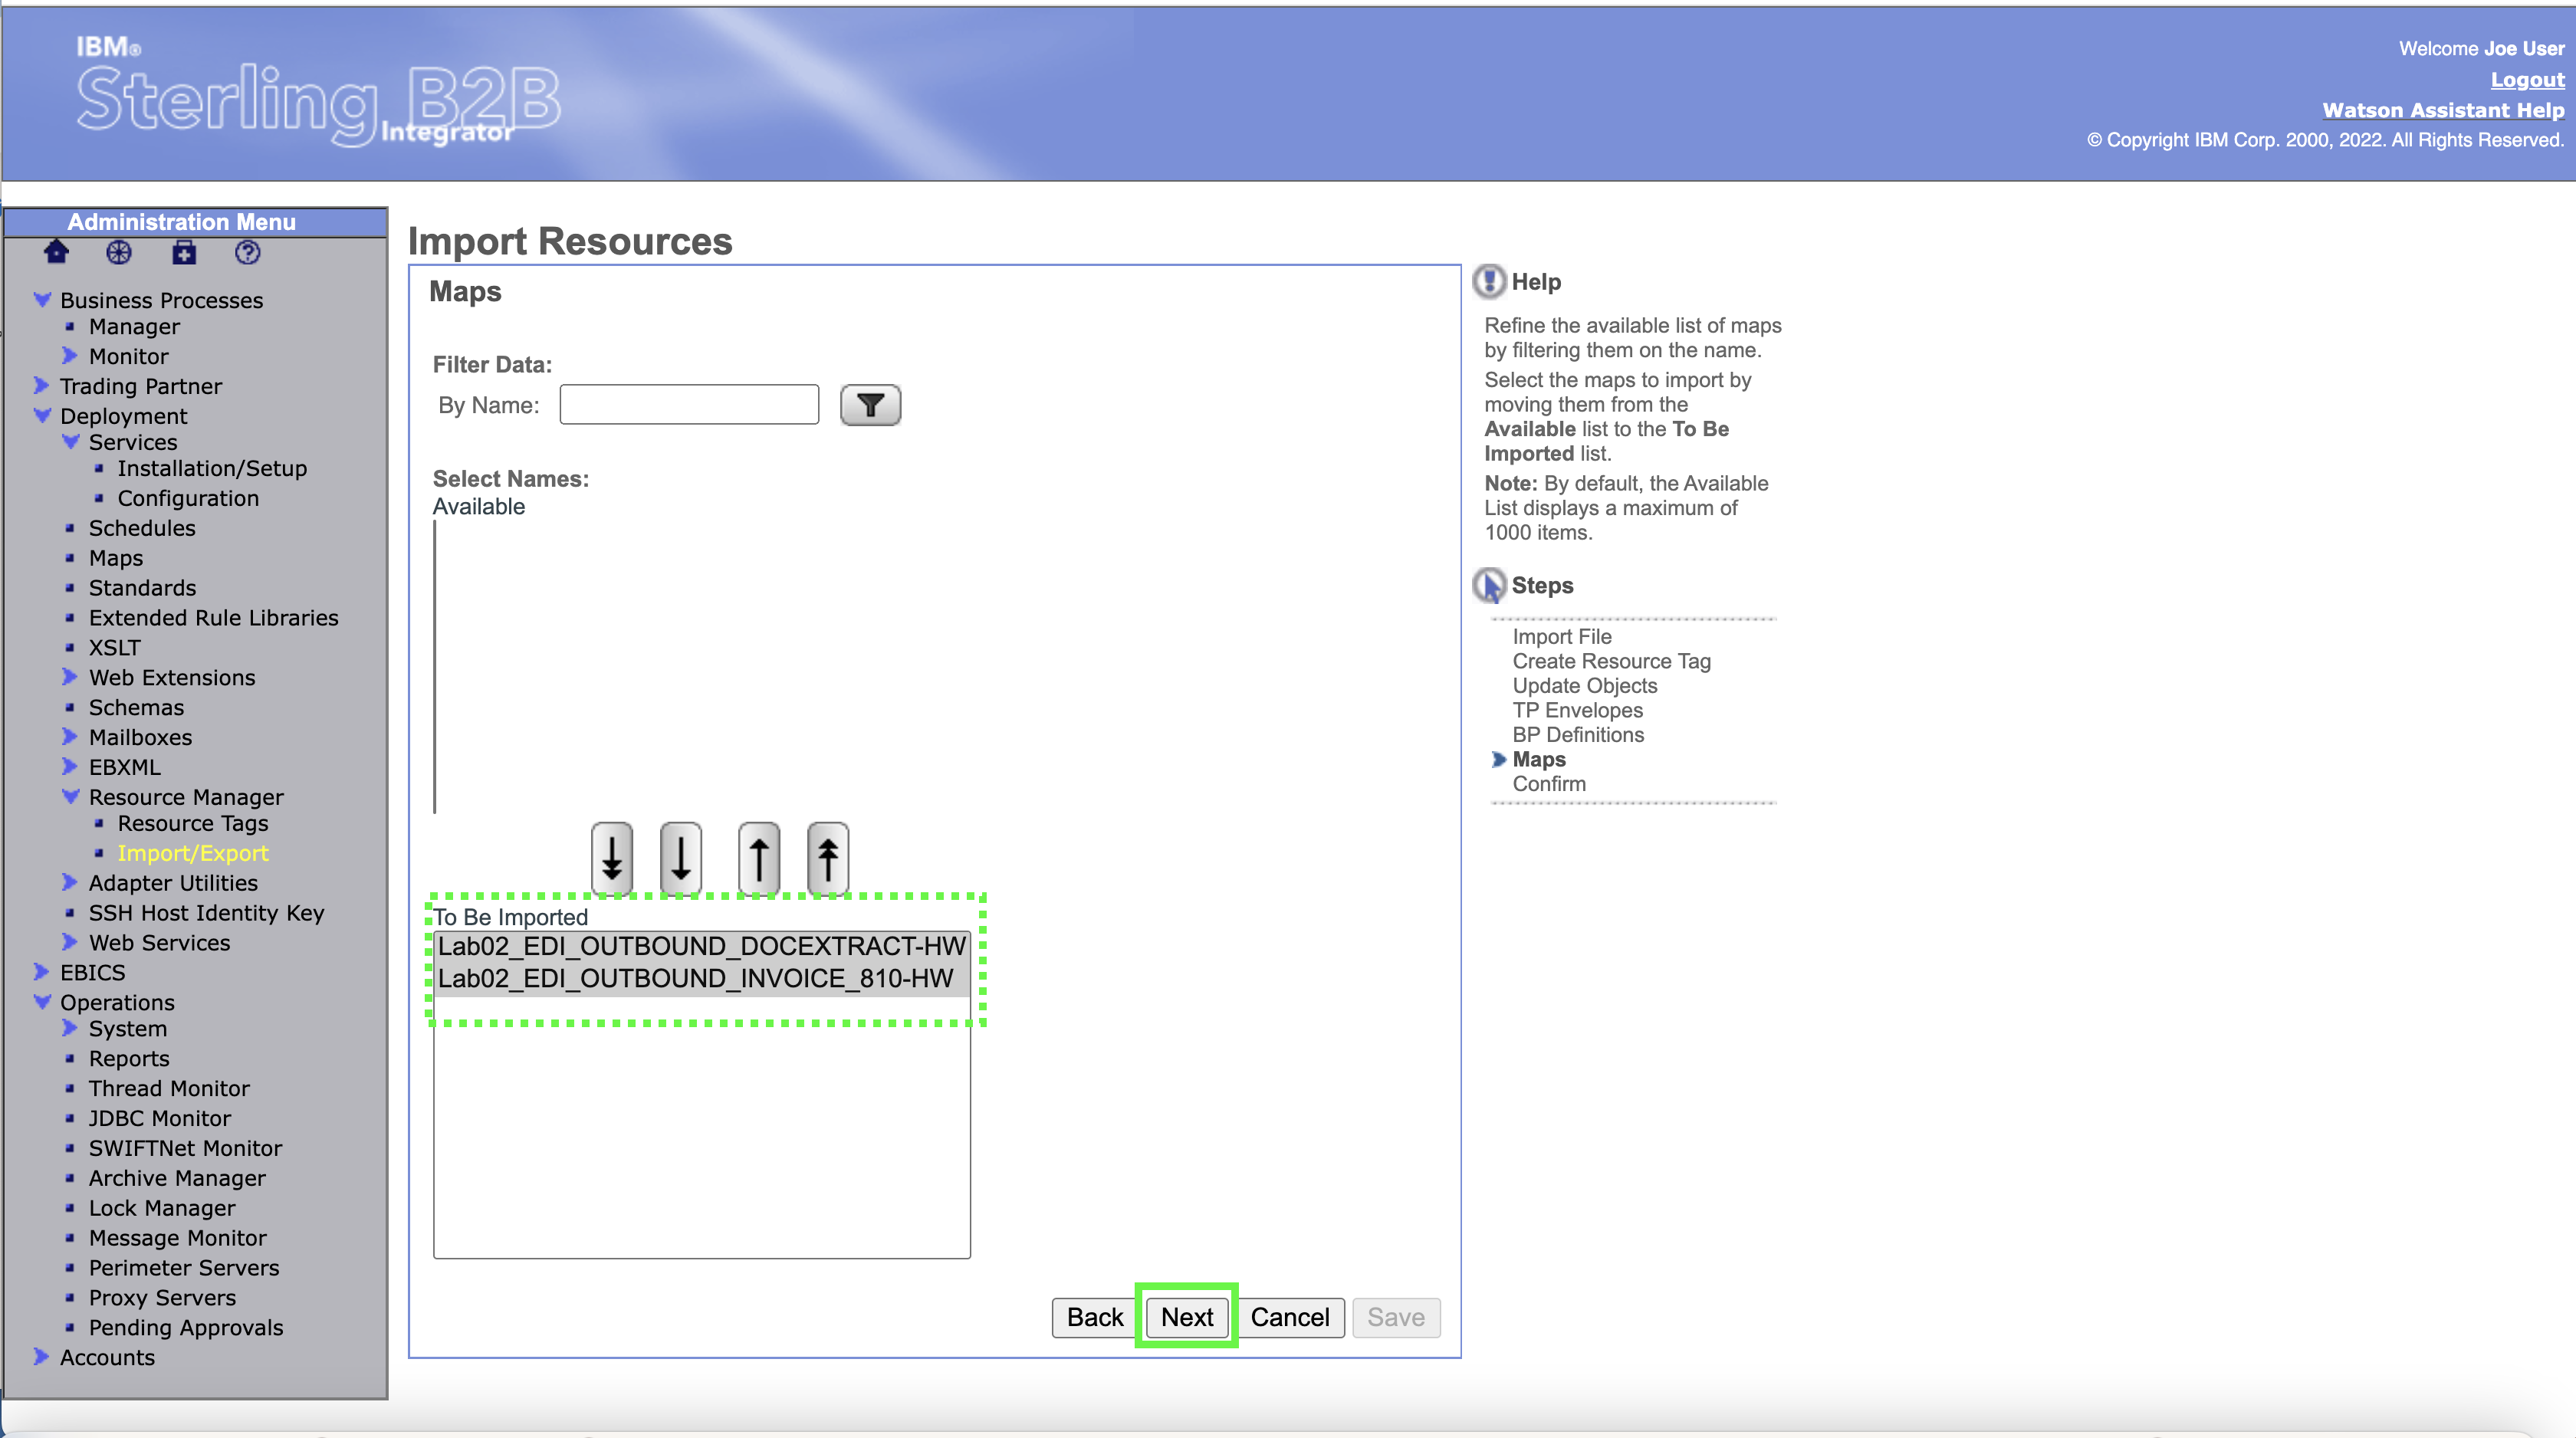 IBM®
Sterling B2B
Integrator
Welcome Joe User
Logout
Watson Assistant Help
© Copyright IBM Corp. 2000, 2022. All Rights Reserved.
Administration Menu
Business Processes
Manager
Monitor
Trading Partner
Deployment
Services
Installation/Setup
Configuration
Schedules
Maps
Standards
Extended Rule Libraries
XSLT
Web Extensions
Schemas
Mailboxes
EBXML
Resource Manager
Resource Tags
Import/Export
Adapter Utilities
SSH Host Identity Key
Web Services
EBICS
Operations
System
Reports
Thread Monitor
JDBC Monitor
SWIFTNet Monitor
Archive Manager
Lock Manager
Message Monitor
Perimeter Servers
Proxy Servers
Pending Approvals
Accounts
Import Resources
Maps
Filter Data:
By Name:
Select Names:
Available
To Be Imported
Lab02_EDI_OUTBOUND_DOCEXTRACT-HW
Lab02_EDI_OUTBOUND_INVOICE_810-HW
Back Next Cancel Save
Help
Refine the available list of maps
by filtering them on the name.
Select the maps to import by
moving them from the
Available list to the To Be
Imported list.
Note: By default, the Available
List displays a maximum of
1000 items.
Steps
Import File
Create Resource Tag
Update Objects
TP Envelopes
BP Definitions
Maps
Confirm